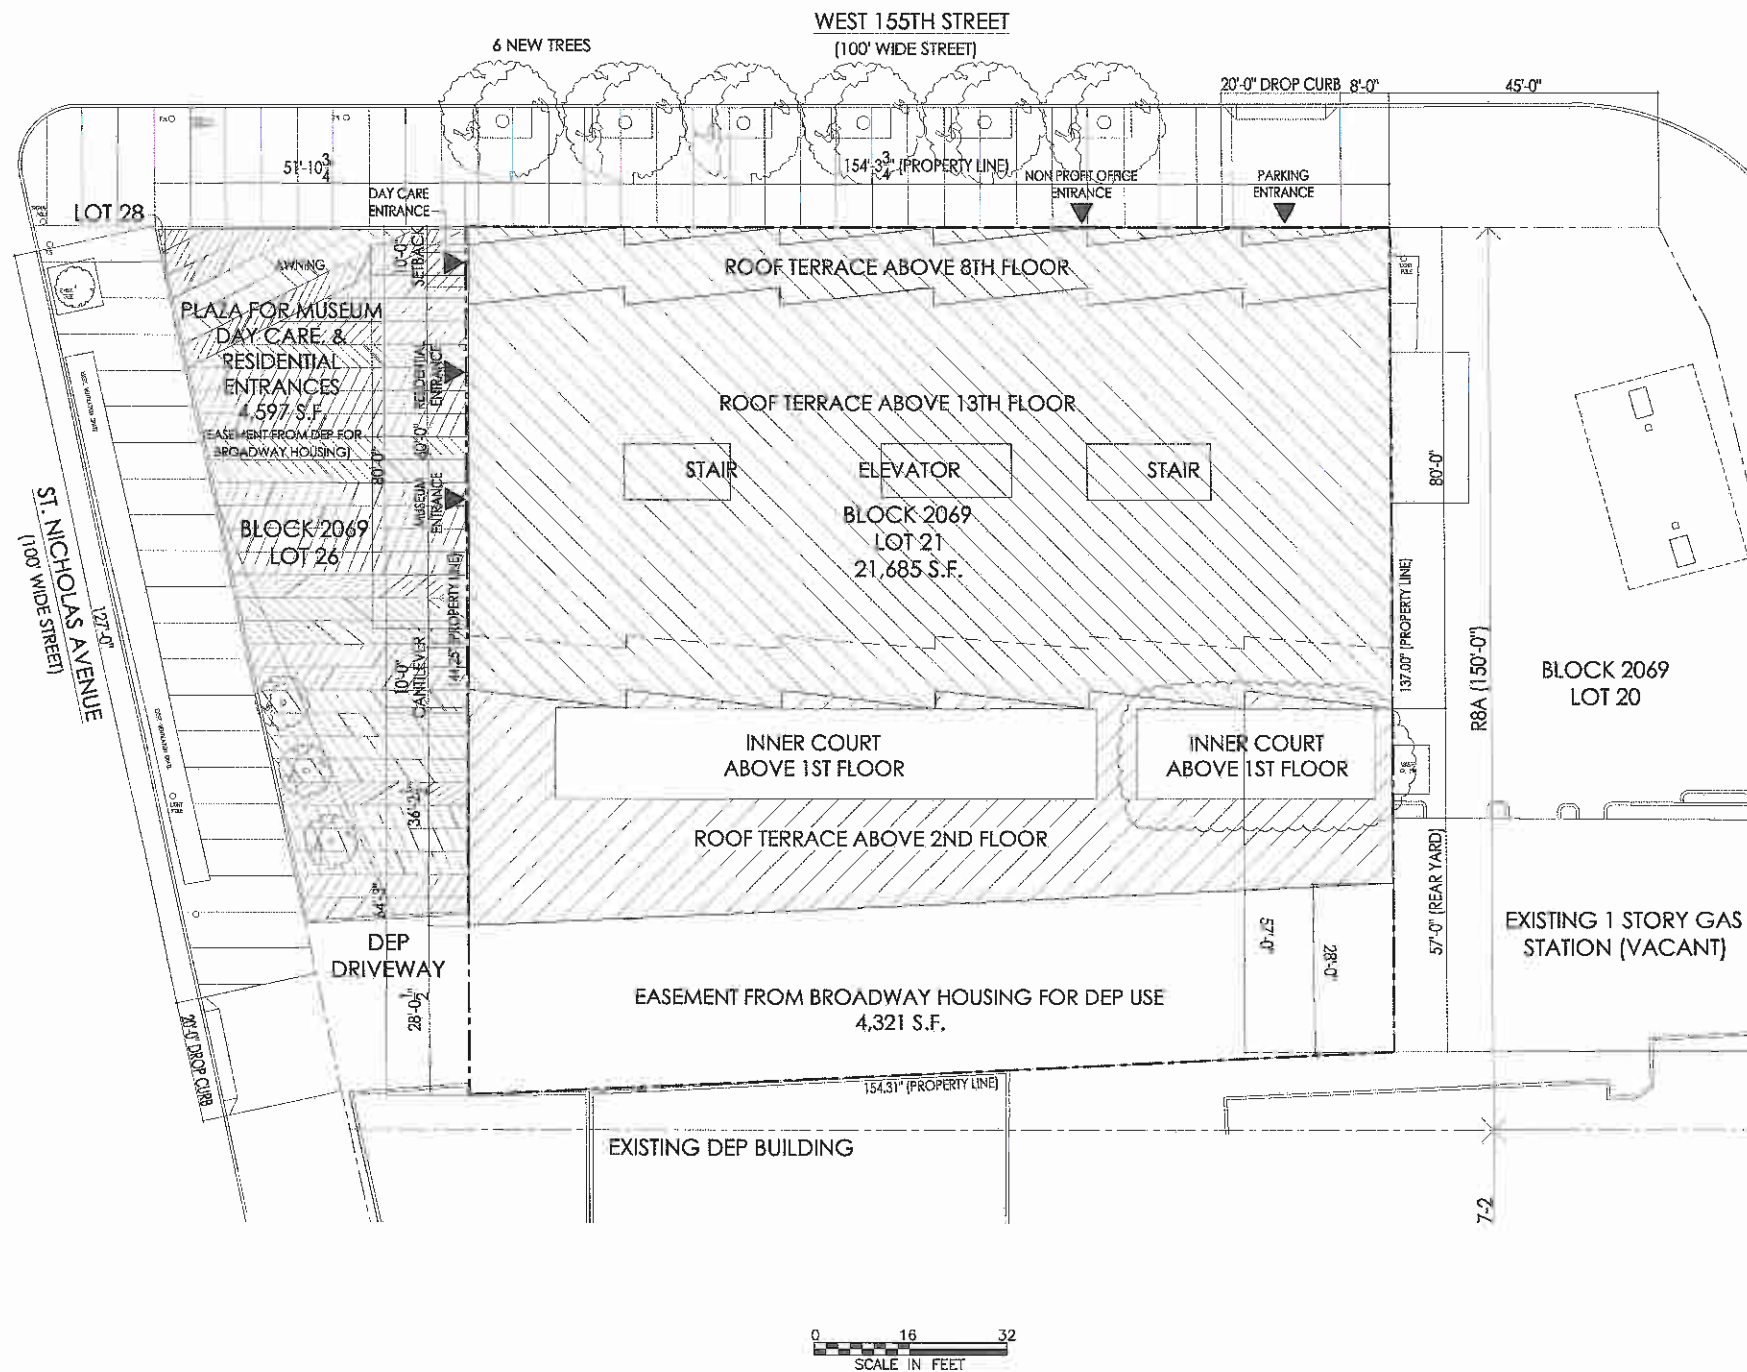 WEST 155TH STREET
(100' WIDE STREET)
6 NEW TREES
20'-0" DROP CURB
8'-0"
45'-0"
51'-10 3/4
154'-3 3/4" (PROPERTY LINE)
NON PROFIT OFFICE
ENTRANCE
PARKING
ENTRANCE
DAY CARE
ENTRANCE
LOT 28
AWNING
SETBACK
ROOF TERRACE ABOVE 8TH FLOOR
PLAZA FOR MUSEUM
DAY CARE, &
RESIDENTIAL
ENTRANCES
4,597 S.F.
(EASEMENT FROM DEP FOR
BROADWAY HOUSING)
RESIDENTIAL
ENTRANCE
10'-0"
80'-0"
MUSEUM
ENTRANCE
ROOF TERRACE ABOVE 13TH FLOOR
STAIR
ELEVATOR
STAIR
BLOCK 2069
LOT 21
21,685 S.F.
BLOCK 2069
LOT 26
80'-0"
137.00" (PROPERTY LINE)
R8A (150'-0")
BLOCK 2069
LOT 20
ST. NICHOLAS AVENUE
(100' WIDE STREET)
127'-0"
10'-0"
CANTILEVER
INNER COURT
ABOVE 1ST FLOOR
INNER COURT
ABOVE 1ST FLOOR
ROOF TERRACE ABOVE 2ND FLOOR
LIGHT
POLE
57'-0" (REAR YARD)
EXISTING 1 STORY GAS
STATION (VACANT)
57'-0"
28'-0"
DEP
DRIVEWAY
28'-0 1/2"
EASEMENT FROM BROADWAY HOUSING FOR DEP USE
4,321 S.F.
20'-0" DROP CURB
154.31" (PROPERTY LINE)
EXISTING DEP BUILDING
7-2
0 16 32
SCALE IN FEET